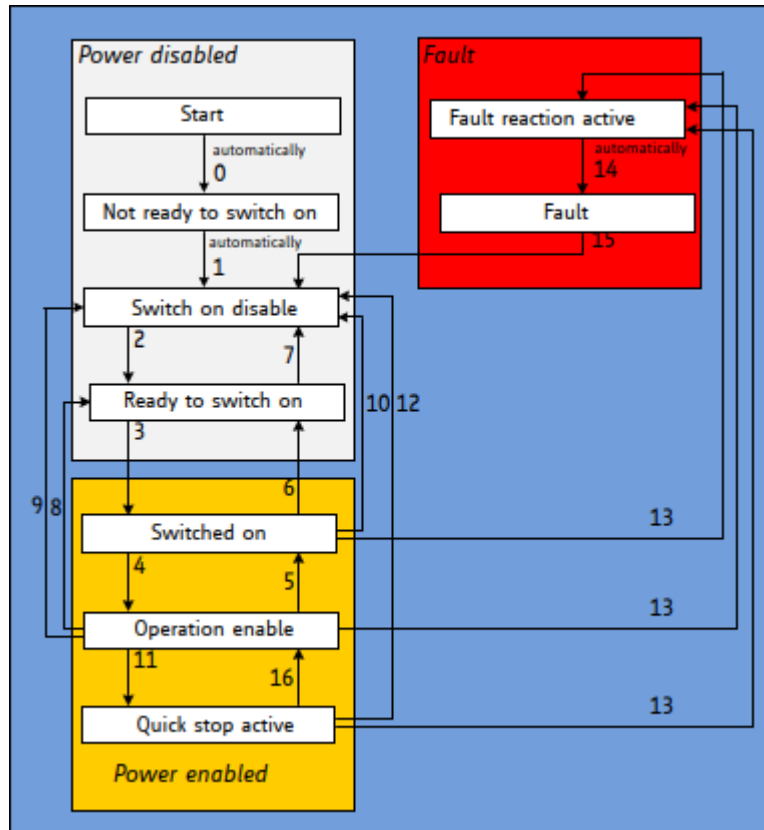 Power disabled
Fault
Start
Fault reaction active
automatically
0
automatically
14
Not ready to switch on
Fault
automatically
1
15
Switch on disable
2
7
Ready to switch on
10
12
3
9
8
6
Switched on
13
4
5
Operation enable
13
11
16
Quick stop active
13
Power enabled